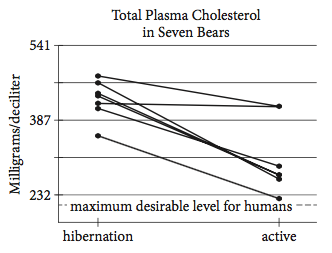 Total Plasma Cholesterol
in Seven Bears
541
387
232
Milligrams/deciliter
maximum desirable level for humans
hibernation
active